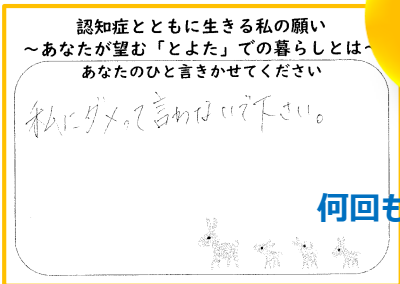 認知症とともに生きる私の願い
～あなたが望む「とよた」での暮らしとは～
あなたのひと言きかせてください
私にダメって言わないで下さい。
何回も